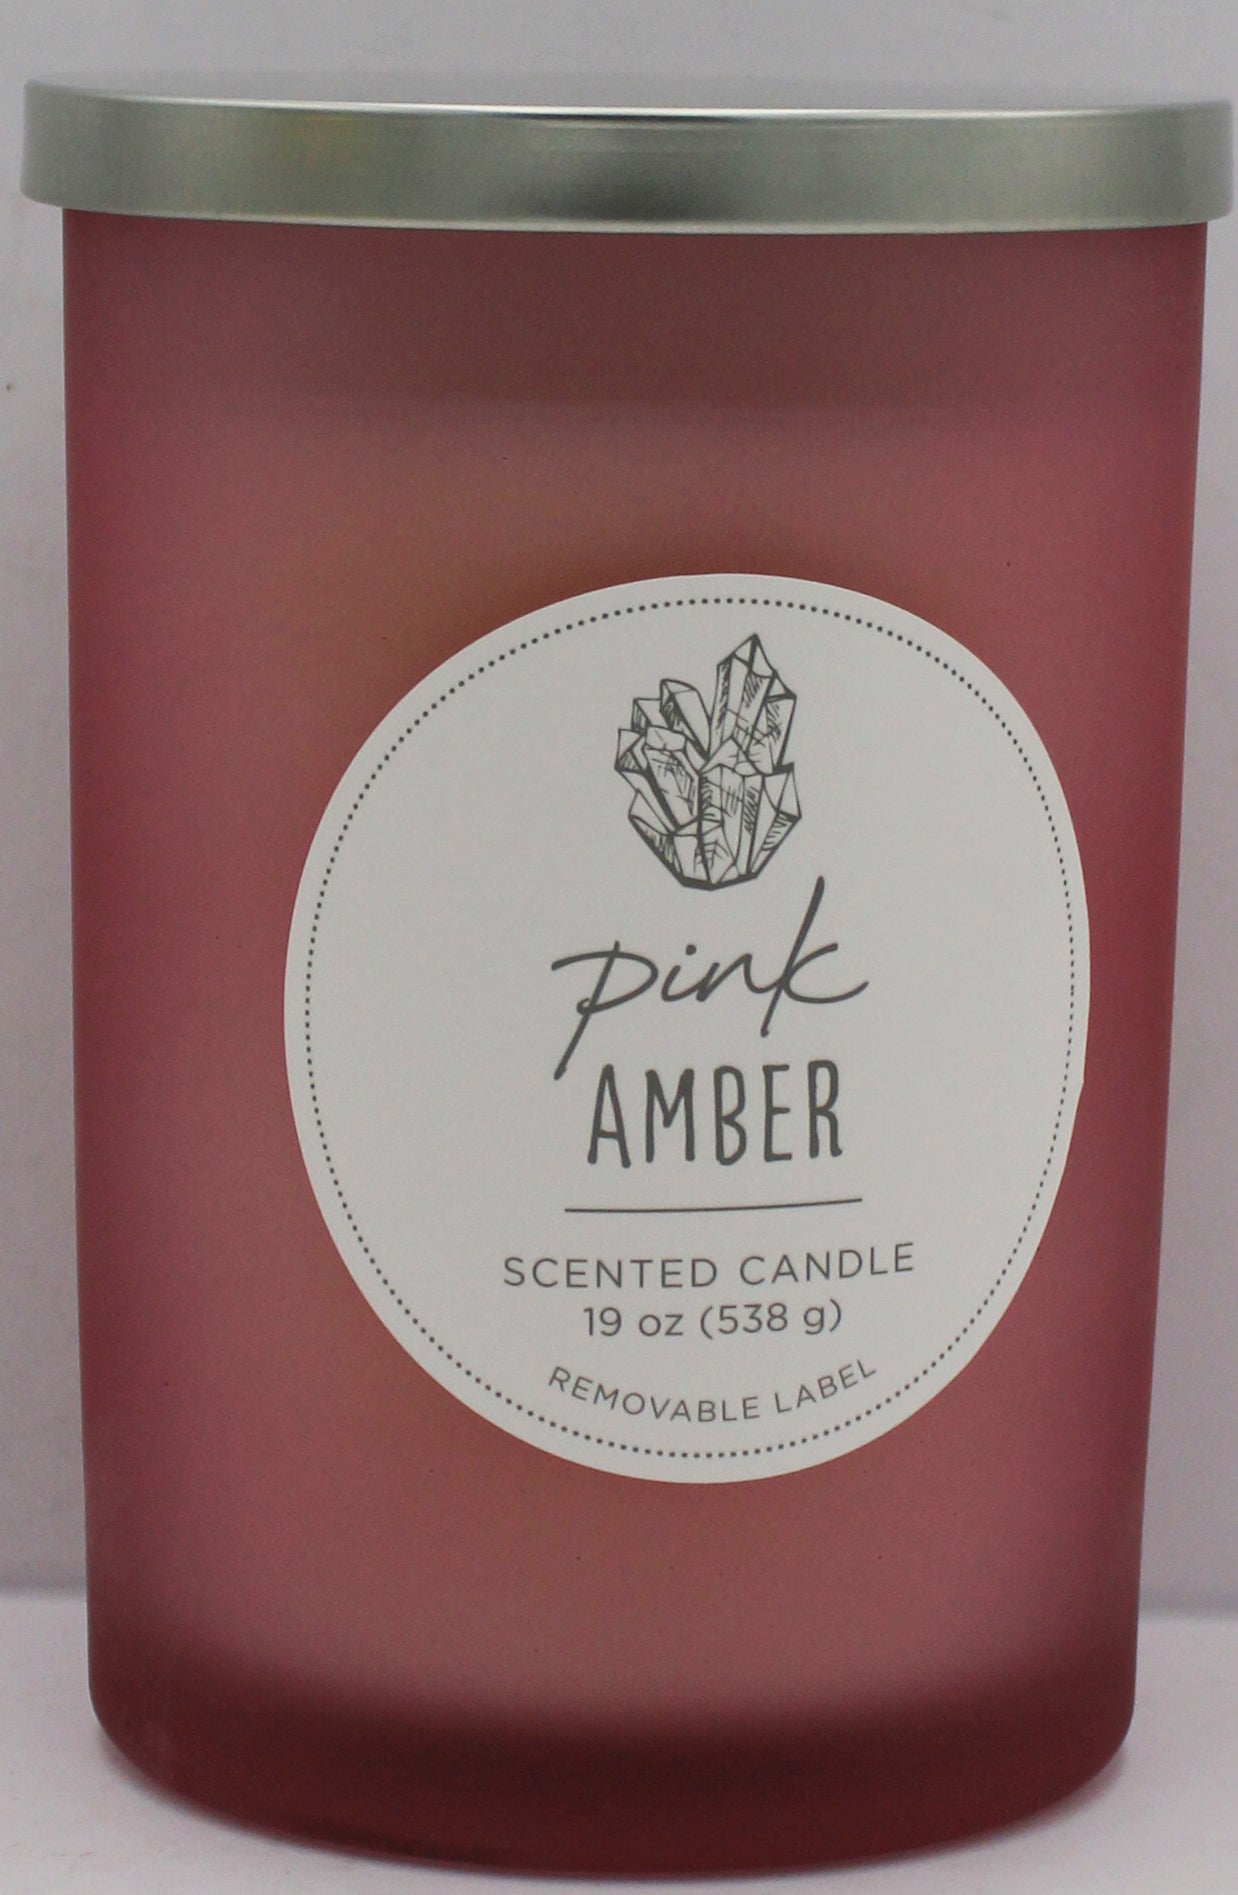 pink
AMBER
SCENTED CANDLE
19 oz (538 g)
REMOVABLE LABEL